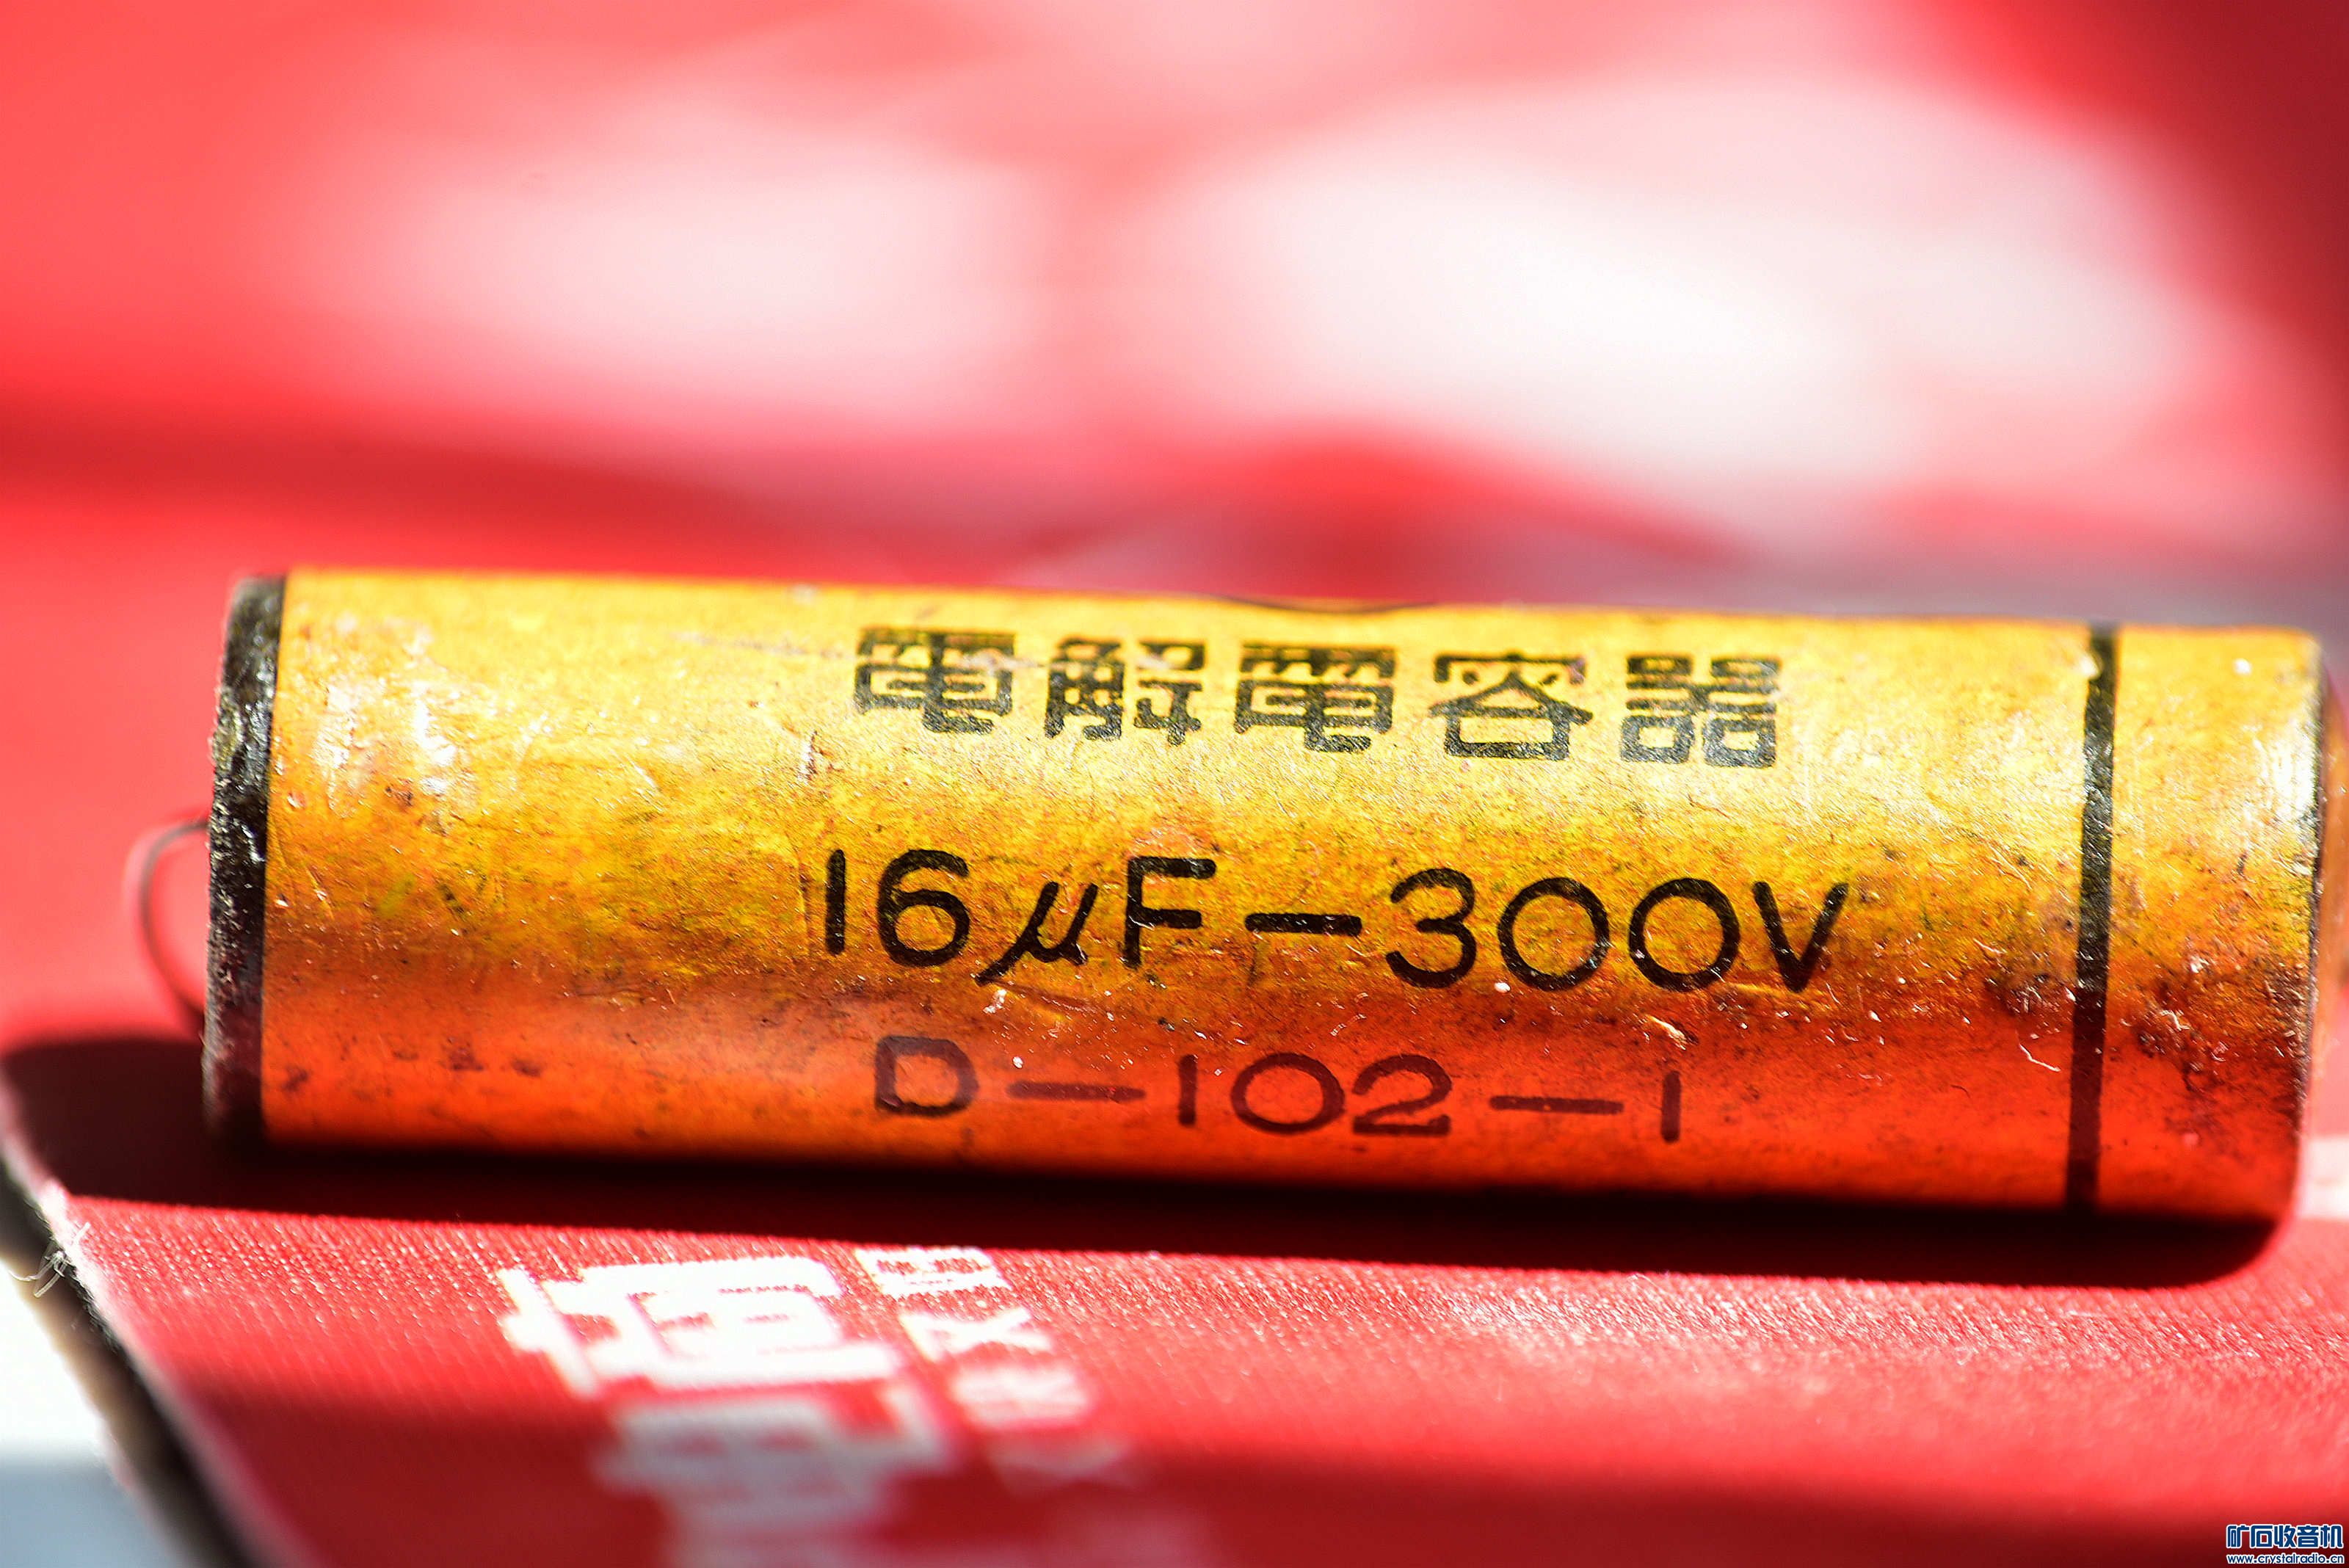 電解電容器
16μF-300V
D-102-1
矿石收音机
www.crystalradio.cn